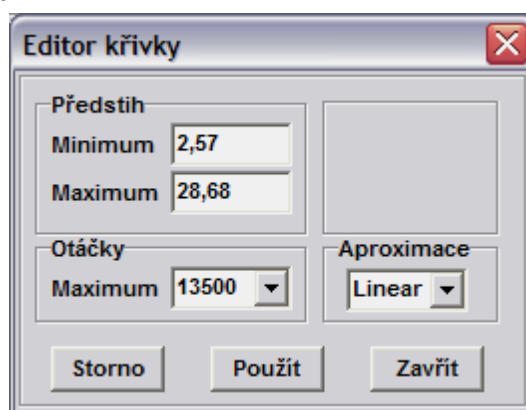 Editor křivky
Předstih
Minimum 2,57
Maximum 28,68
Otáčky
Maximum 13500
Aproximace
Linear
Storno Použít Zavřít